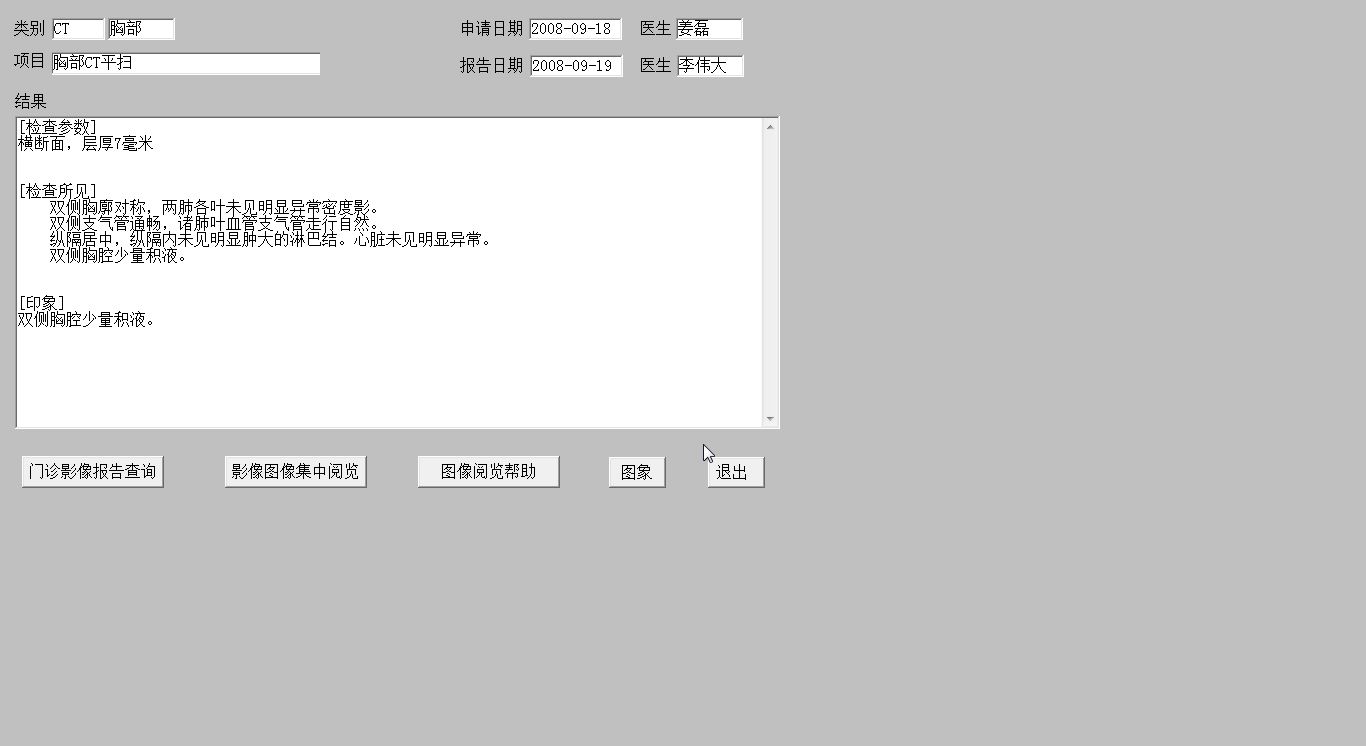 类别 CT 胸部 申请日期 2008-09-18 医生 姜磊
项目 胸部CT平扫 报告日期 2008-09-19 医生 李伟大
结果
[检查参数]
横断面，层厚7毫米
[检查所见]
双侧胸廓对称，两肺各叶未见明显异常密度影。
双侧支气管通畅，诸肺叶血管支气管走行自然。
纵隔居中，纵隔内未见明显肿大的淋巴结。心脏未见明显异常。
双侧胸腔少量积液。
[印象]
双侧胸腔少量积液。
门诊影像报告查询 影像图像集中阅览 图像阅览帮助 图象 退出